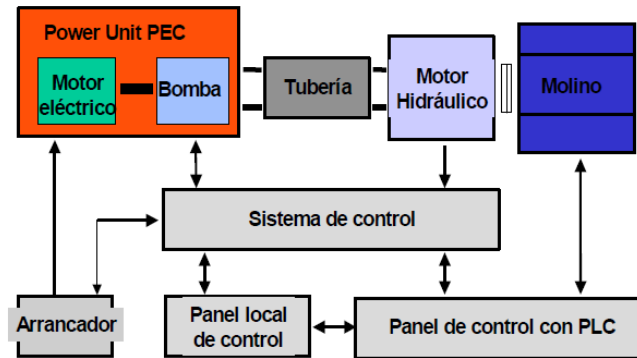 Power Unit PEC
Motor
eléctrico
Bomba
Tubería
Motor
Hidráulico
Molino
Sistema de control
Arrancador
Panel local
de control
Panel de control con PLC